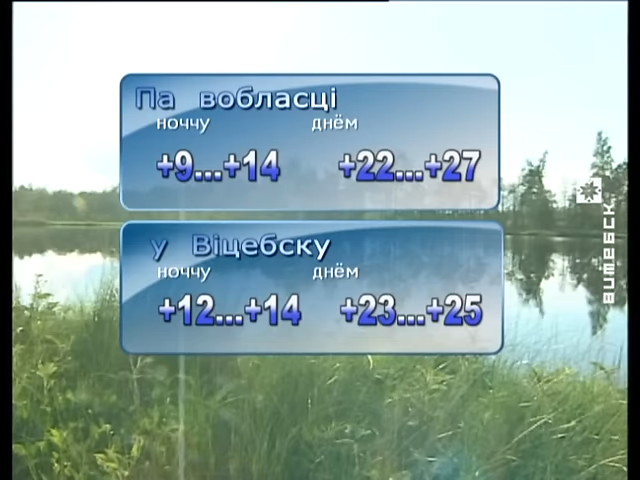 Па вобласці
ноччу днём
+9...+14 +22...+27
у Віцебску
ноччу днём
+12...+14 +23...+25
Витебск